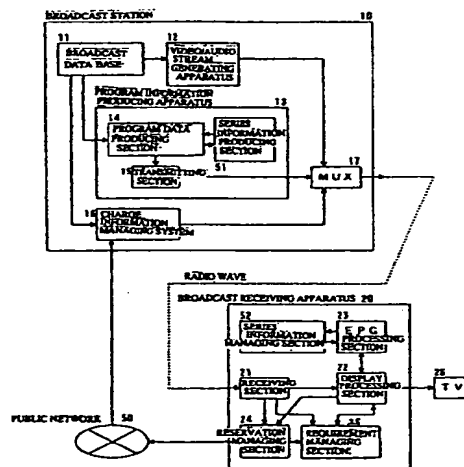 BROADCAST STATION 10
11 12
BROADCAST
DATA BASE
VIDEO/AUDIO
STREAM
GENERATING
APPARATUS
PROGRAM INFORMATION
PRODUCING APPARATUS 13
14
PROGRAM DATA
PRODUCING
SECTION
SERIES
INFORMATION
PRODUCING
SECTION
15 TRANSMITTING
SECTION
51
17
MUX
16
CHARGE
INFORMATION
MANAGING SYSTEM
RADIO WAVE
BROADCAST RECEIVING APPARATUS 20
52
SERIES
INFORMATION
MANAGING SECTION
23
EPG
PROCESSING
SECTION
21
RECEIVING
SECTION
22
DISPLAY
PROCESSING
SECTION
TV
PUBLIC NETWORK 50
24
RESERVATION
MANAGING
SECTION
REQUIREMENT
MANAGING
SECTION